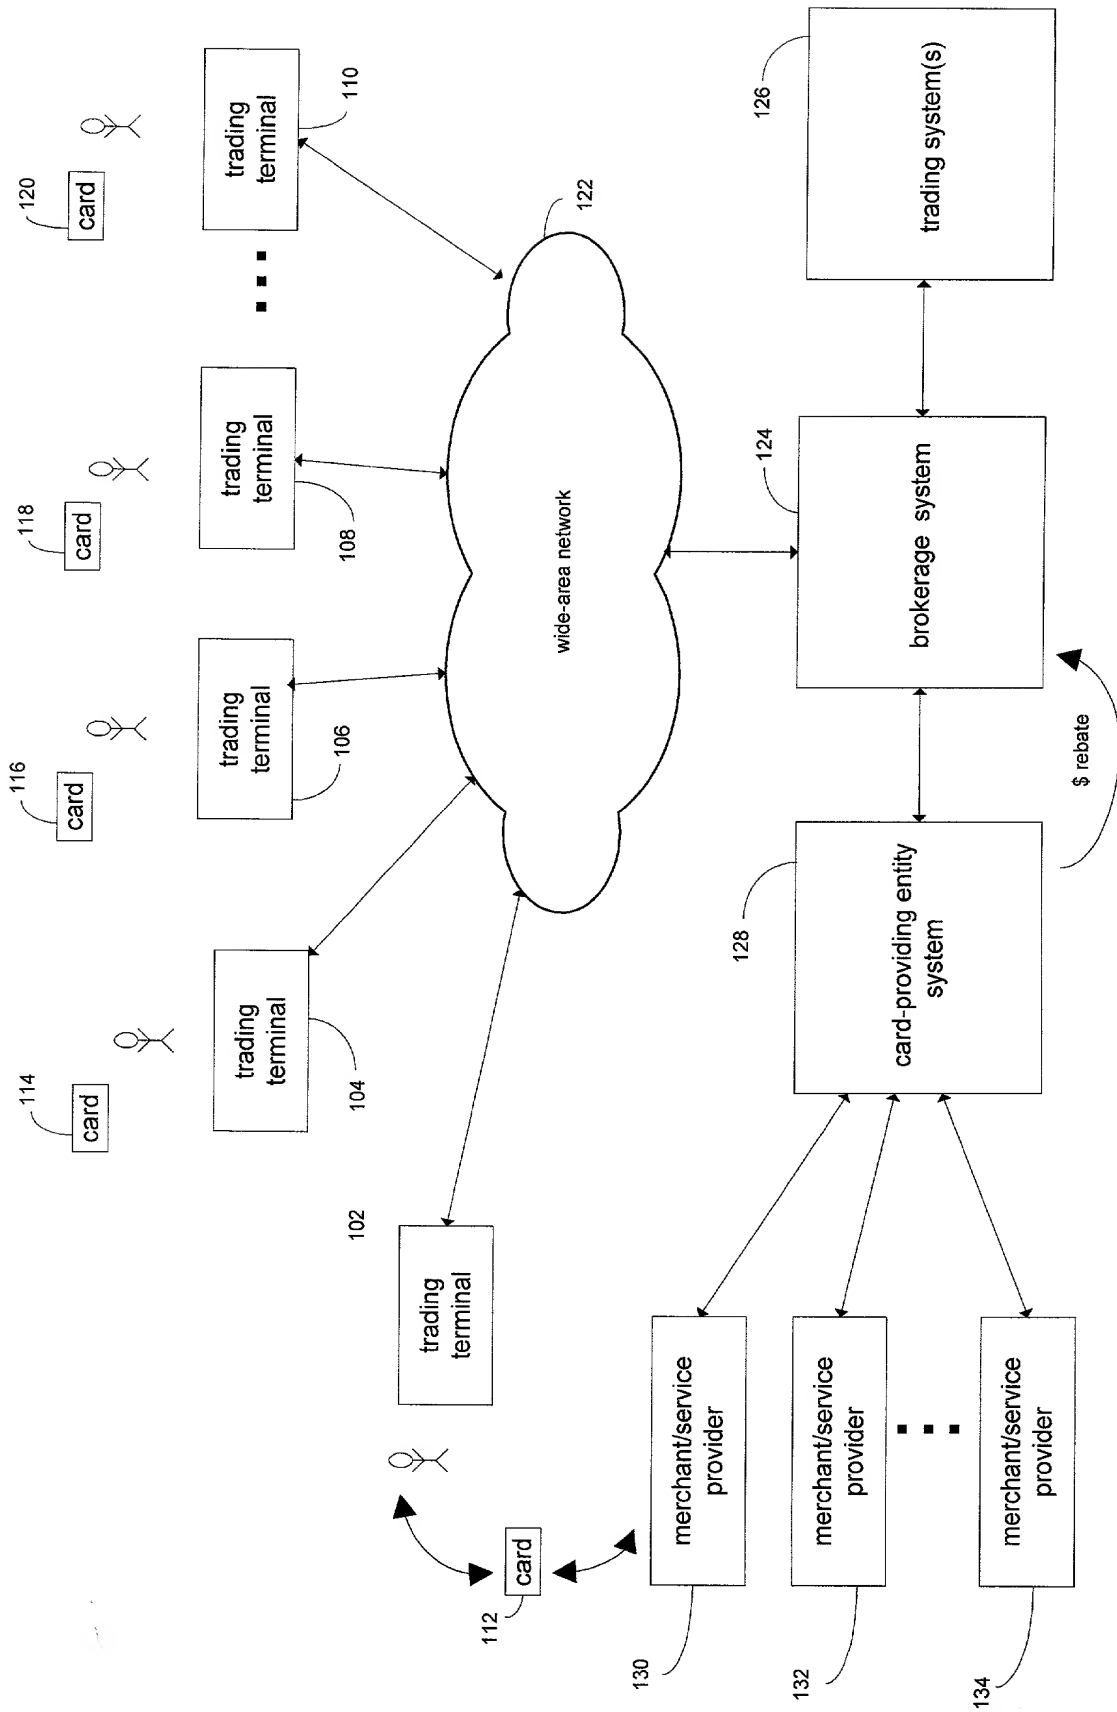 114
card
116
card
118
card
120
card
trading
terminal
104
trading
terminal
106
trading
terminal
108
trading
terminal
110
102
trading
terminal
112
card
wide-area network
122
130
merchant/service
provider
132
merchant/service
provider
134
merchant/service
provider
128
card-providing entity
system
124
brokerage system
126
trading system(s)
$ rebate